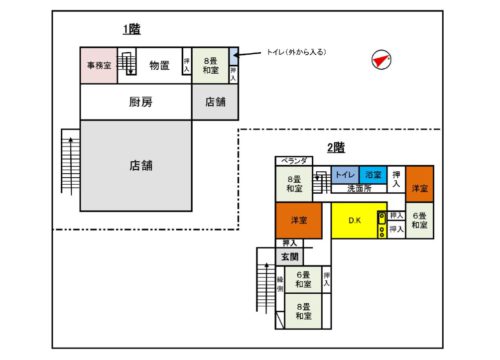 1階
トイレ(外から入る)
事務室
物置
押入
8畳
和室
押入
厨房
店舗
店舗
2階
ベランダ
8畳
和室
トイレ
浴室
押入
洗面所
洋室
洋室
D.K
押入
押入
6畳
和室
押入
玄関
縁側
6畳
和室
押入
8畳
和室